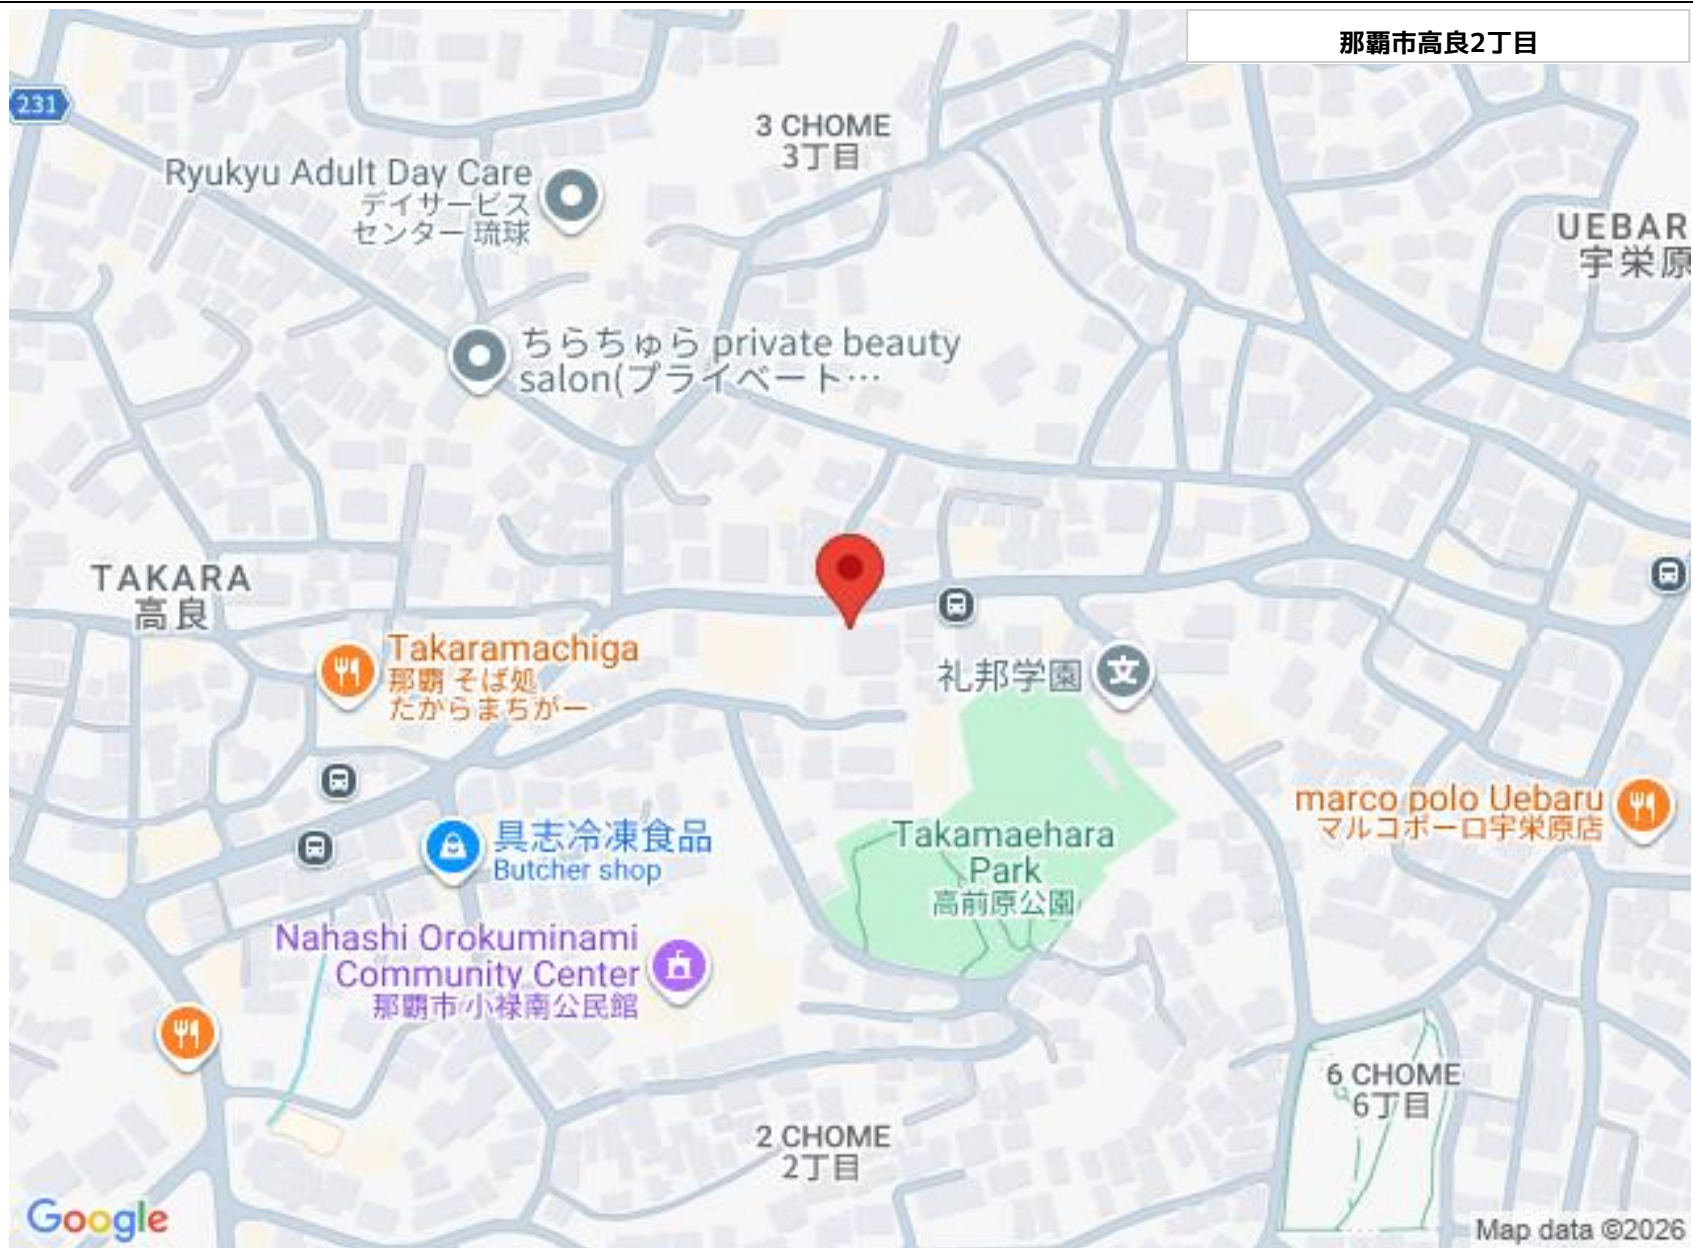 那覇市高良2丁目
231
3 CHOME
3丁目
Ryukyu Adult Day Care
デイサービス
センター 琉球
UEBAR
宇栄原
ちらちゅら private beauty
salon(プライベート…
TAKARA
高良
Takaramachiga
那覇 そば処
たからまちがー
礼邦学園
文
marco polo Uebaru
マルコポーロ宇栄原店
具志冷凍食品
Butcher shop
Takamaehara
Park
高前原公園
Nahashi Orokuminami
Community Center
那覇市 小禄南公民館
6 CHOME
6丁目
2 CHOME
2丁目
Google
Map data ©2026